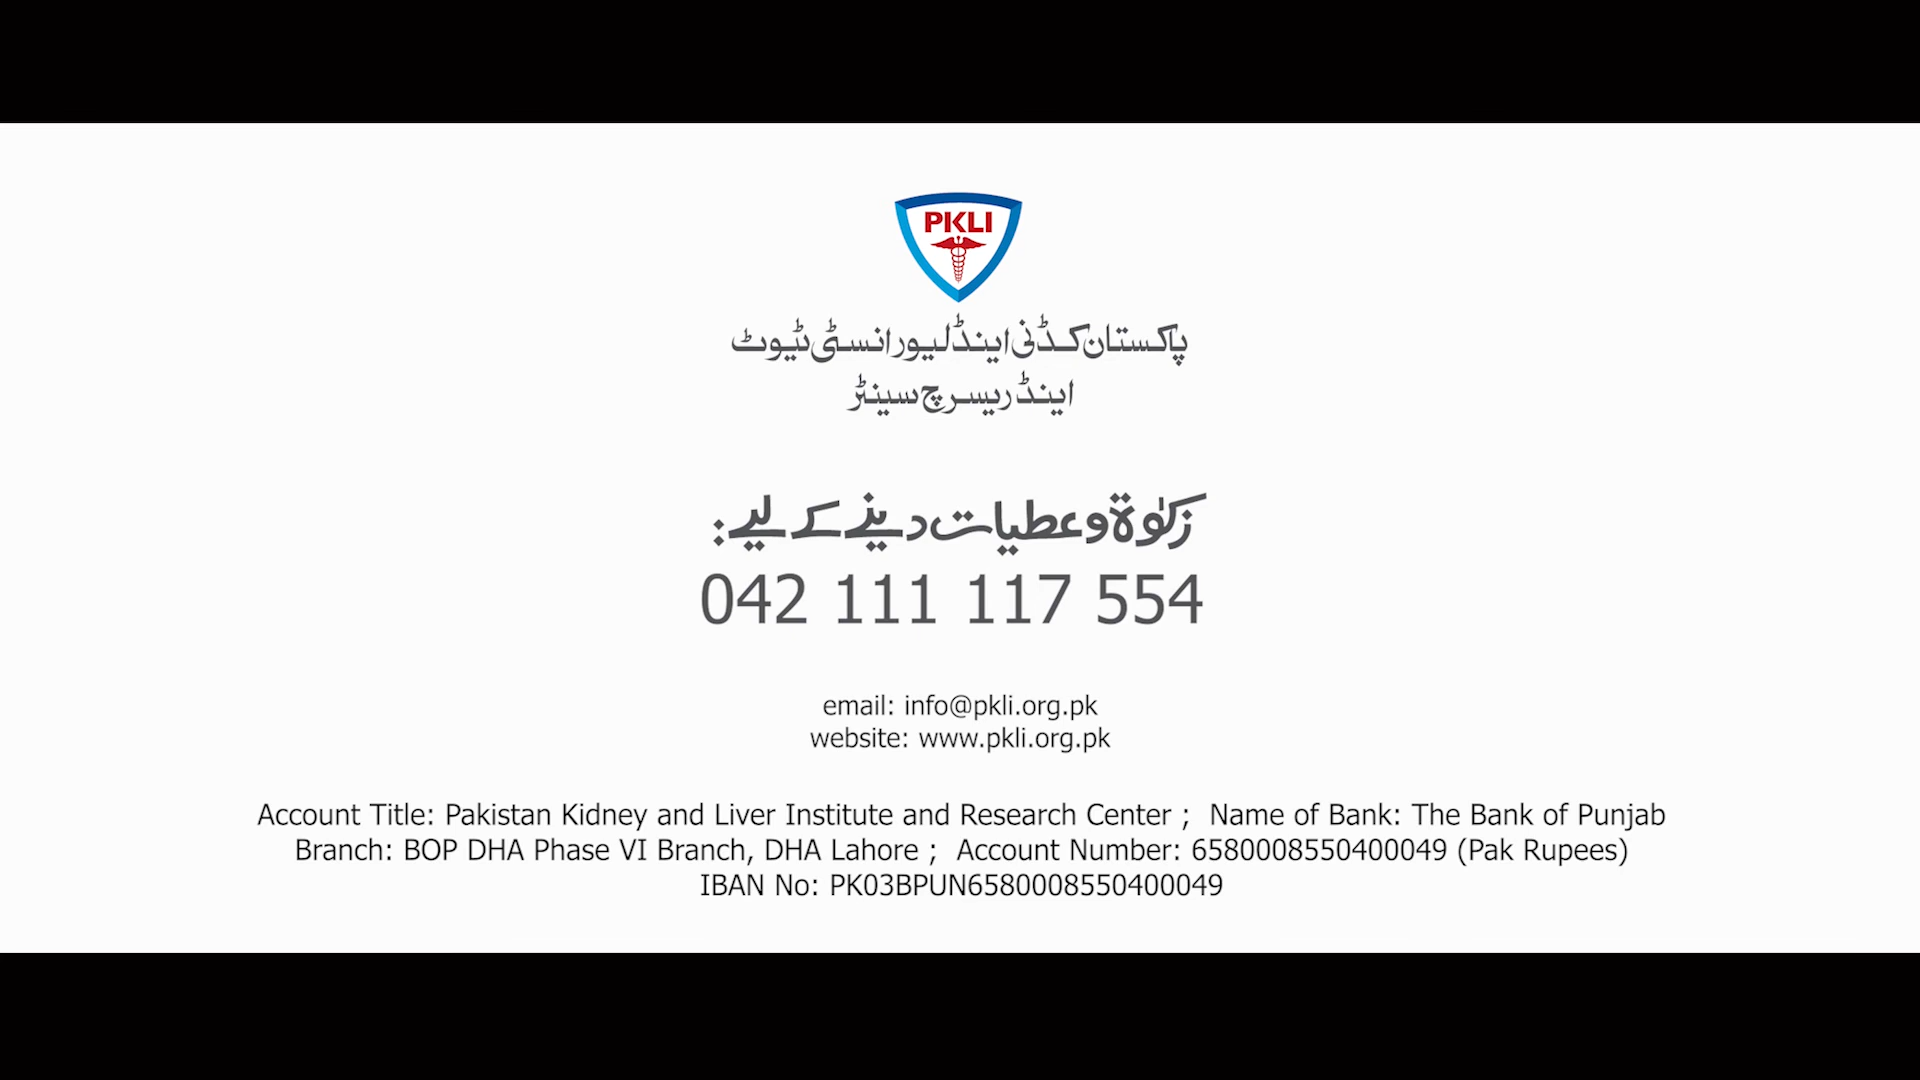 PKLI
پاکستان کڈنی اینڈ لیور انسٹی ٹیوٹ
اینڈ ریسرچ سینٹر
زکوٰۃ و عطیات دینے کے لیے:
042 111 117 554
email: info@pkli.org.pk
website: www.pkli.org.pk
Account Title: Pakistan Kidney and Liver Institute and Research Center ; Name of Bank: The Bank of Punjab
Branch: BOP DHA Phase VI Branch, DHA Lahore ; Account Number: 6580008550400049 (Pak Rupees)
IBAN No: PK03BPUN6580008550400049